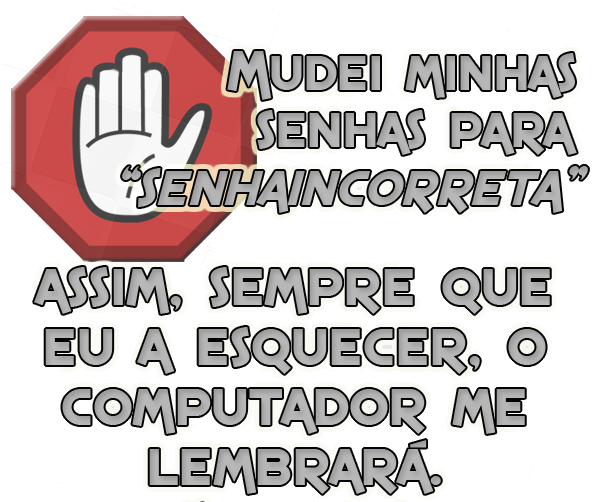 Mudei minhas
senhas para
“senhaincorreta”
Assim, sempre que
eu a esquecer, o
computador me
lembrará.